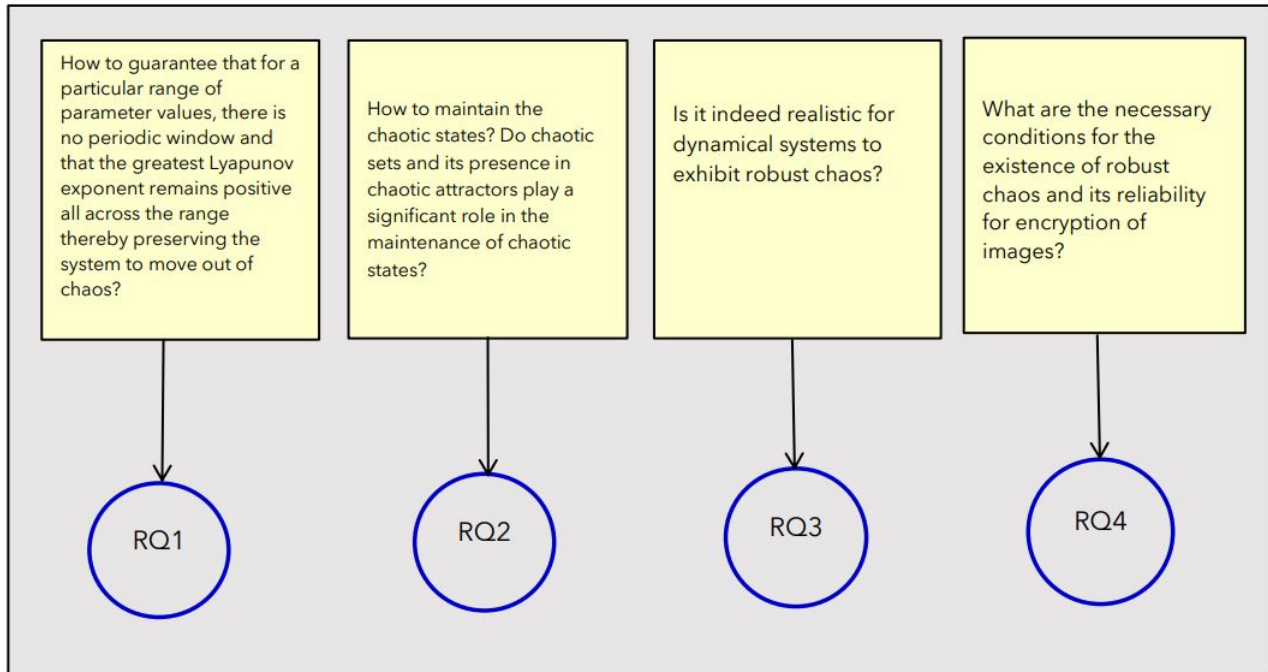 How to guarantee that for a
particular range of
parameter values, there is
no periodic window and
that the greatest Lyapunov
exponent remains positive
all across the range
thereby preserving the
system to move out of
chaos?
How to maintain the
chaotic states? Do chaotic
sets and its presence in
chaotic attractors play a
significant role in the
maintenance of chaotic
states?
Is it indeed realistic for
dynamical systems to
exhibit robust chaos?
What are the necessary
conditions for the
existence of robust
chaos and its reliability
for encryption of
images?
RQ1
RQ2
RQ3
RQ4